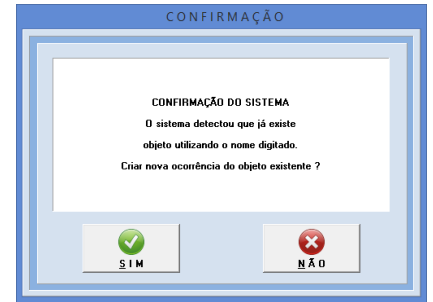 CONFIRMAÇÃO
CONFIRMAÇÃO DO SISTEMA
O sistema detectou que já existe
objeto utilizando o nome digitado.
Criar nova ocorrência do objeto existente ?
SIM
NÃO